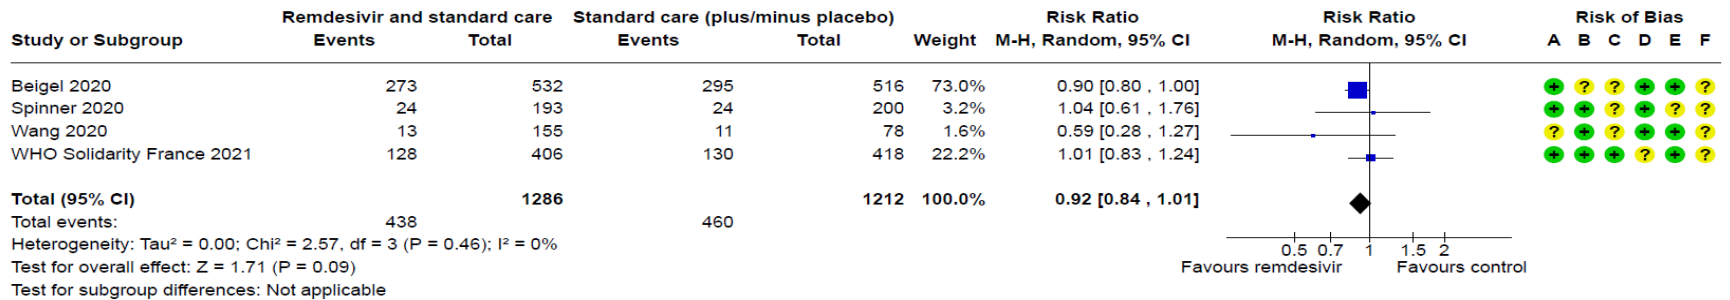 Remdesivir and standard care Standard care (plus/minus placebo) Risk Ratio Risk Ratio Risk of Bias
Study or Subgroup Events Total Events Total Weight M-H, Random, 95% CI M-H, Random, 95% CI A B C D E F
Beigel 2020 273 532 295 516 73.0% 0.90 [0.80 , 1.00] + ? ? + + ?
Spinner 2020 24 193 24 200 3.2% 1.04 [0.61 , 1.76] + + ? + ? ?
Wang 2020 13 155 11 78 1.6% 0.59 [0.28 , 1.27] ? + ? + + ?
WHO Solidarity France 2021 128 406 130 418 22.2% 1.01 [0.83 , 1.24] + + + ? + ?
Total (95% CI) 1286 1212 100.0% 0.92 [0.84 , 1.01]
Total events: 438 460
Heterogeneity: Tau² = 0.00; Chi² = 2.57, df = 3 (P = 0.46); I² = 0%
0.5 0.7 1 1.5 2
Test for overall effect: Z = 1.71 (P = 0.09) Favours remdesivir Favours control
Test for subgroup differences: Not applicable